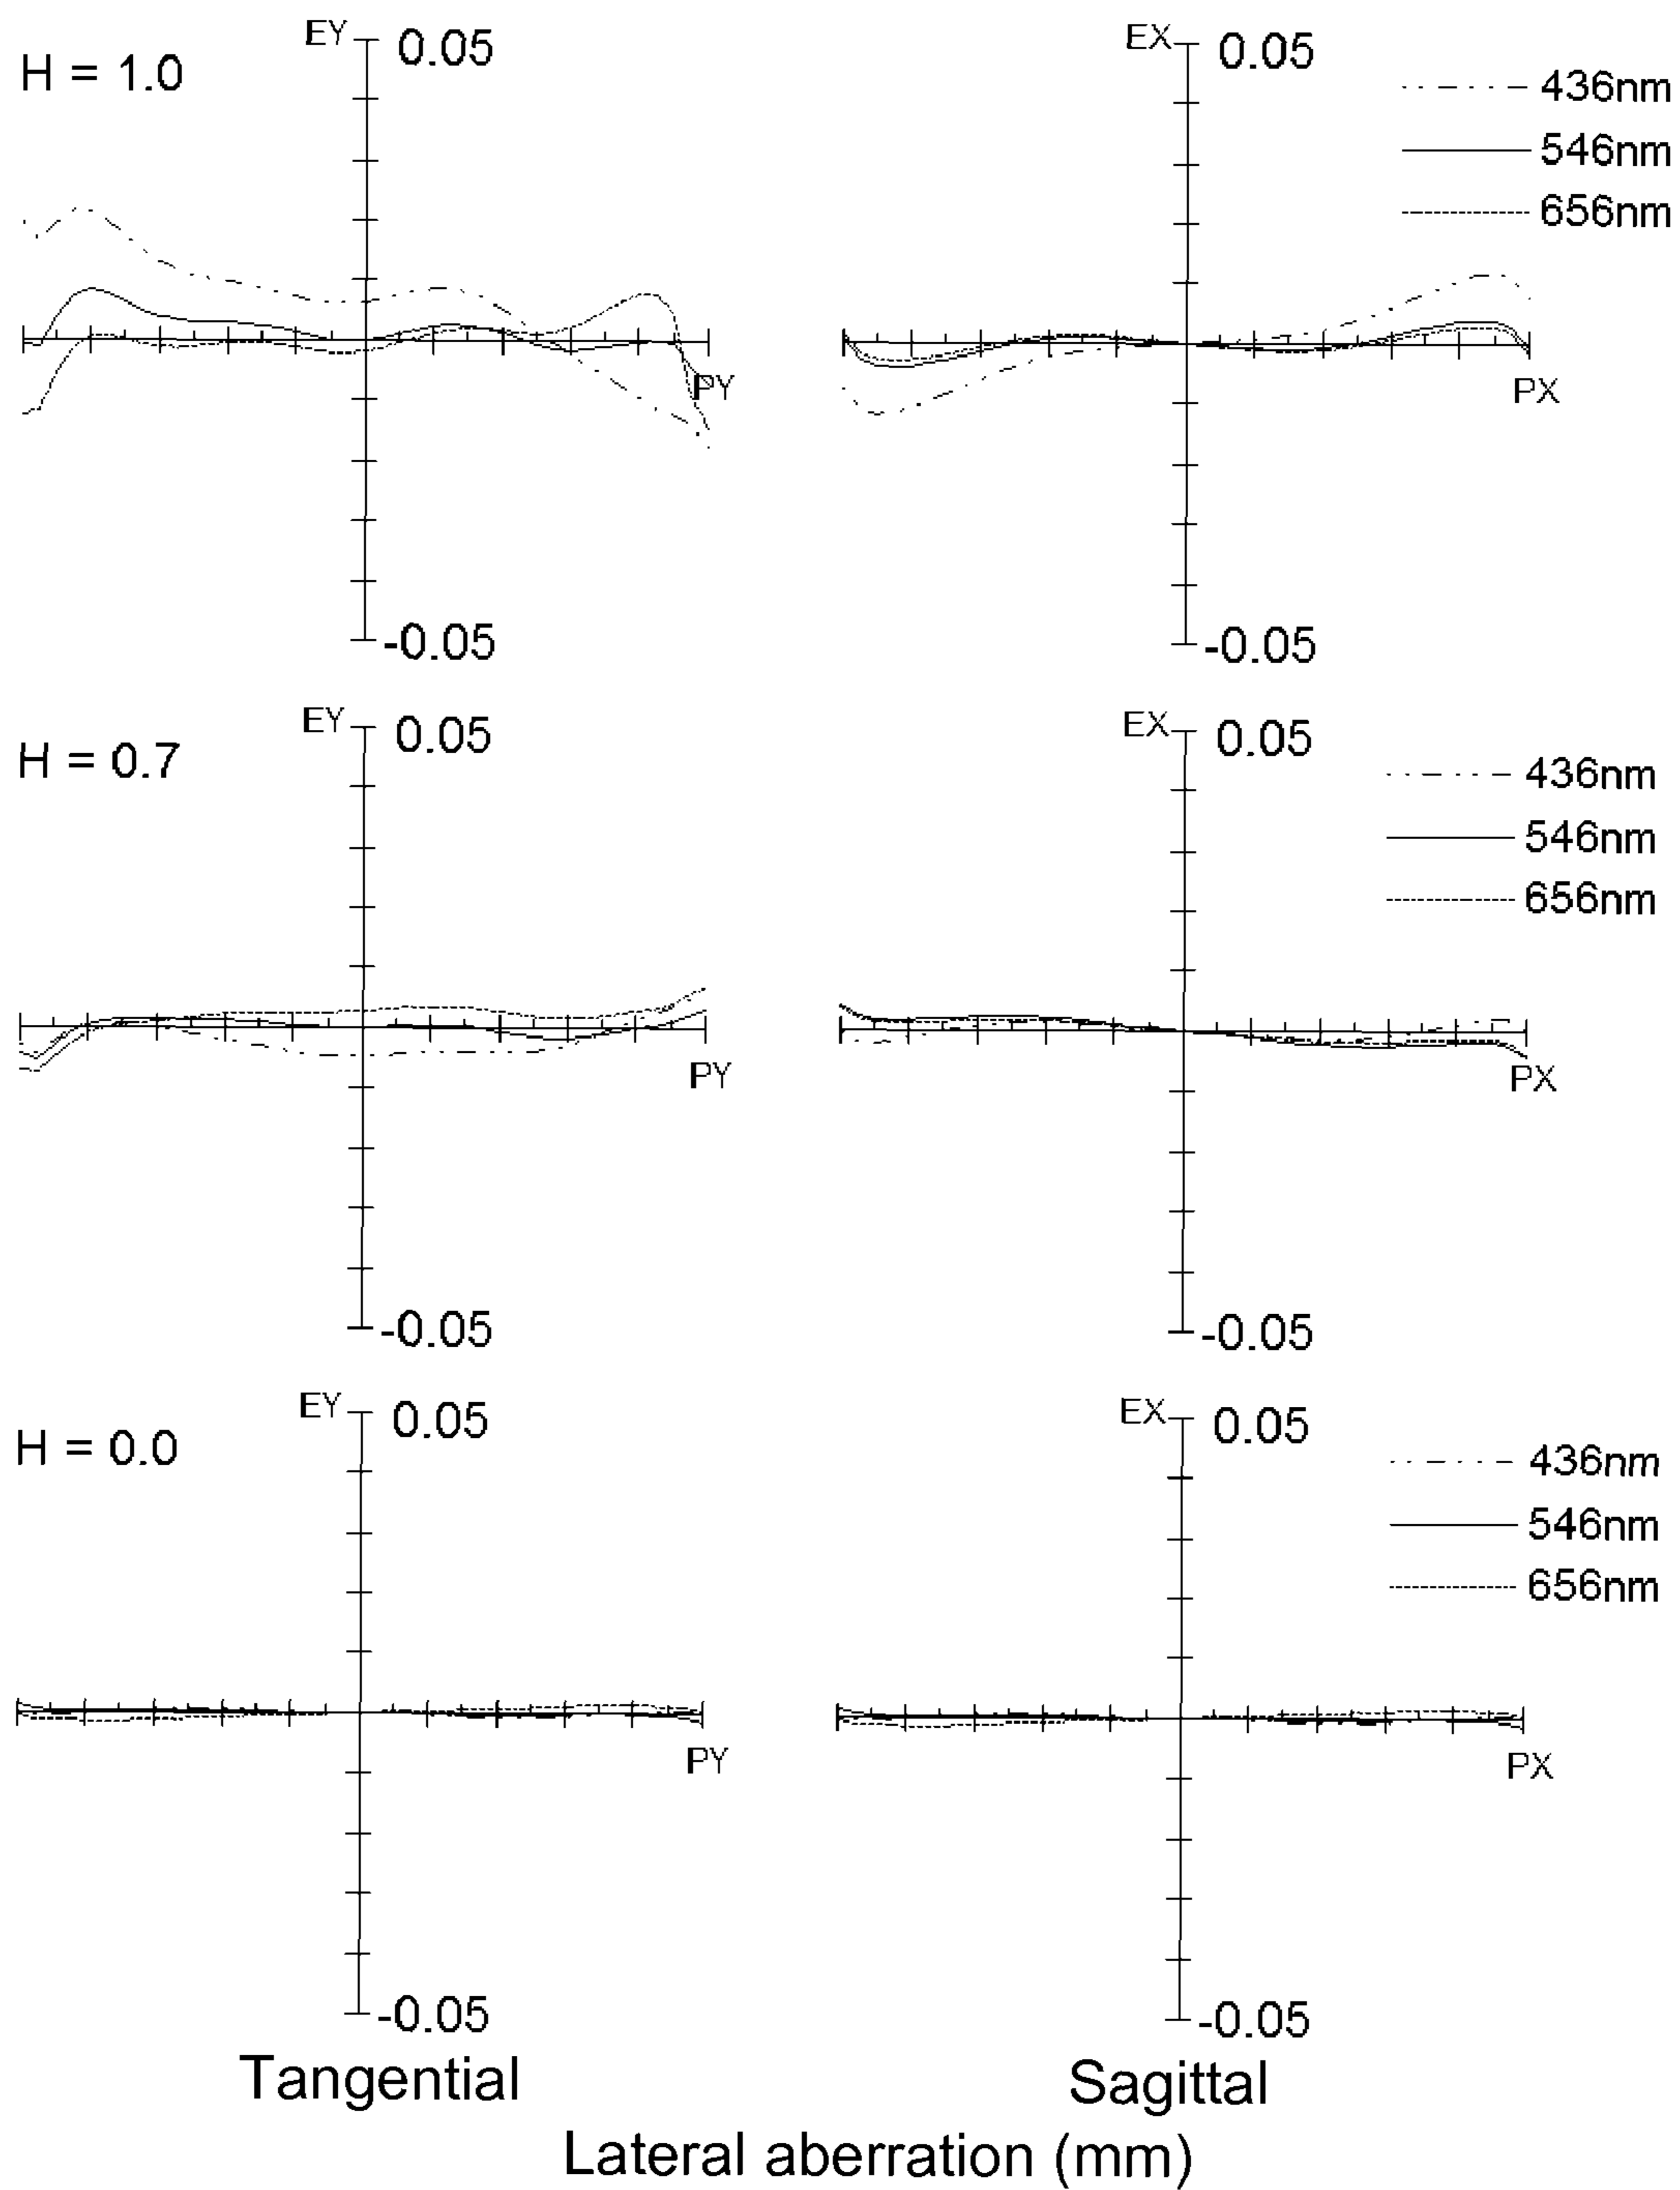 EY 0.05 EX 0.05
H = 1.0
436nm
546nm
656nm
PY PX
-0.05 -0.05
EY 0.05 EX 0.05
H = 0.7
436nm
546nm
656nm
PY PX
-0.05 -0.05
EY 0.05 EX 0.05
H = 0.0
436nm
546nm
656nm
PY PX
-0.05 -0.05
Tangential Sagittal
Lateral aberration (mm)